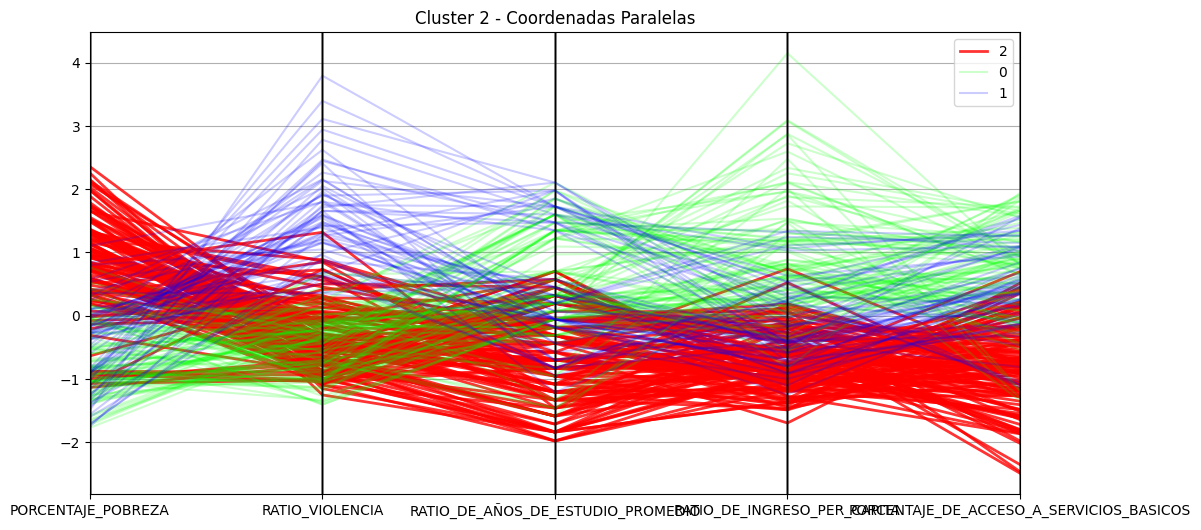 Cluster 2 - Coordenadas Paralelas
4
3
2
1
0
−1
−2
2
0
1
PORCENTAJE_POBREZA
RATIO_VIOLENCIA
RATIO_DE_AÑOS_DE_ESTUDIO_PROMEDIO
RATIO_DE_INGRESO_PER_CAPITA
PORCENTAJE_DE_ACCESO_A_SERVICIOS_BASICOS